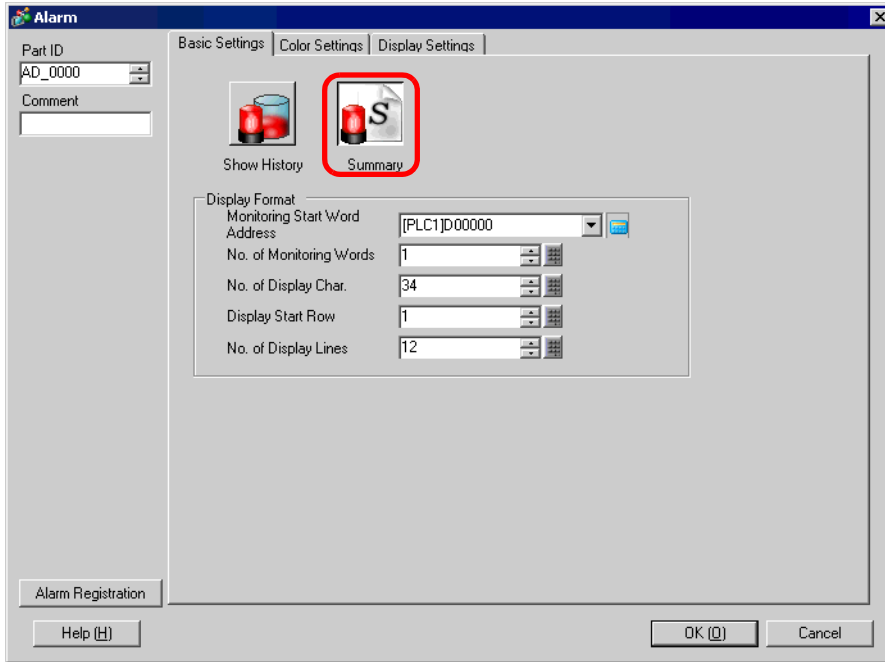 Alarm
Part ID
AD_0000
Comment
Basic Settings
Color Settings
Display Settings
S
Show History
Summary
Display Format
Monitoring Start Word
Address
[PLC1]D00000
No. of Monitoring Words
1
No. of Display Char.
34
Display Start Row
1
No. of Display Lines
12
Alarm Registration
Help (H)
OK (O)
Cancel